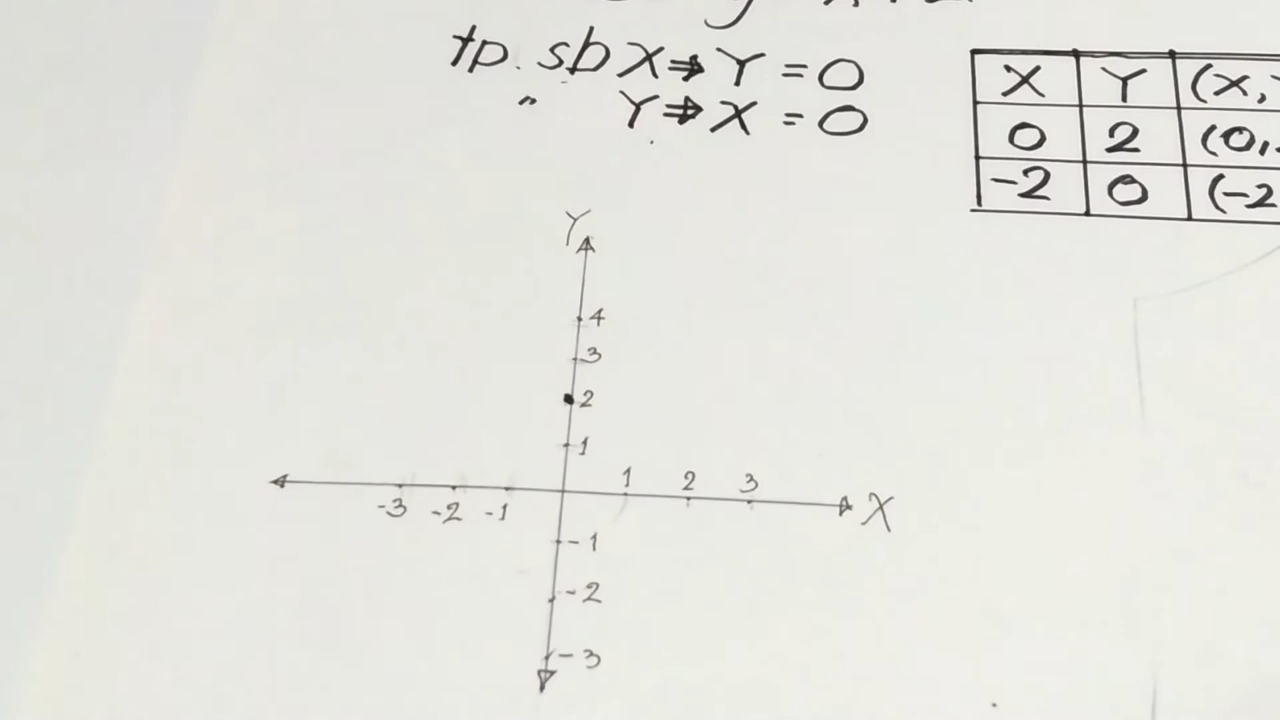 tp. sb X ⇒ Y = 0
" Y ⇒ X = 0
X Y (X,
0 2 (0,
-2 0 (-2
Y
4
3
2
1
-3 -2 -1 1 2 3 X
-1
-2
-3